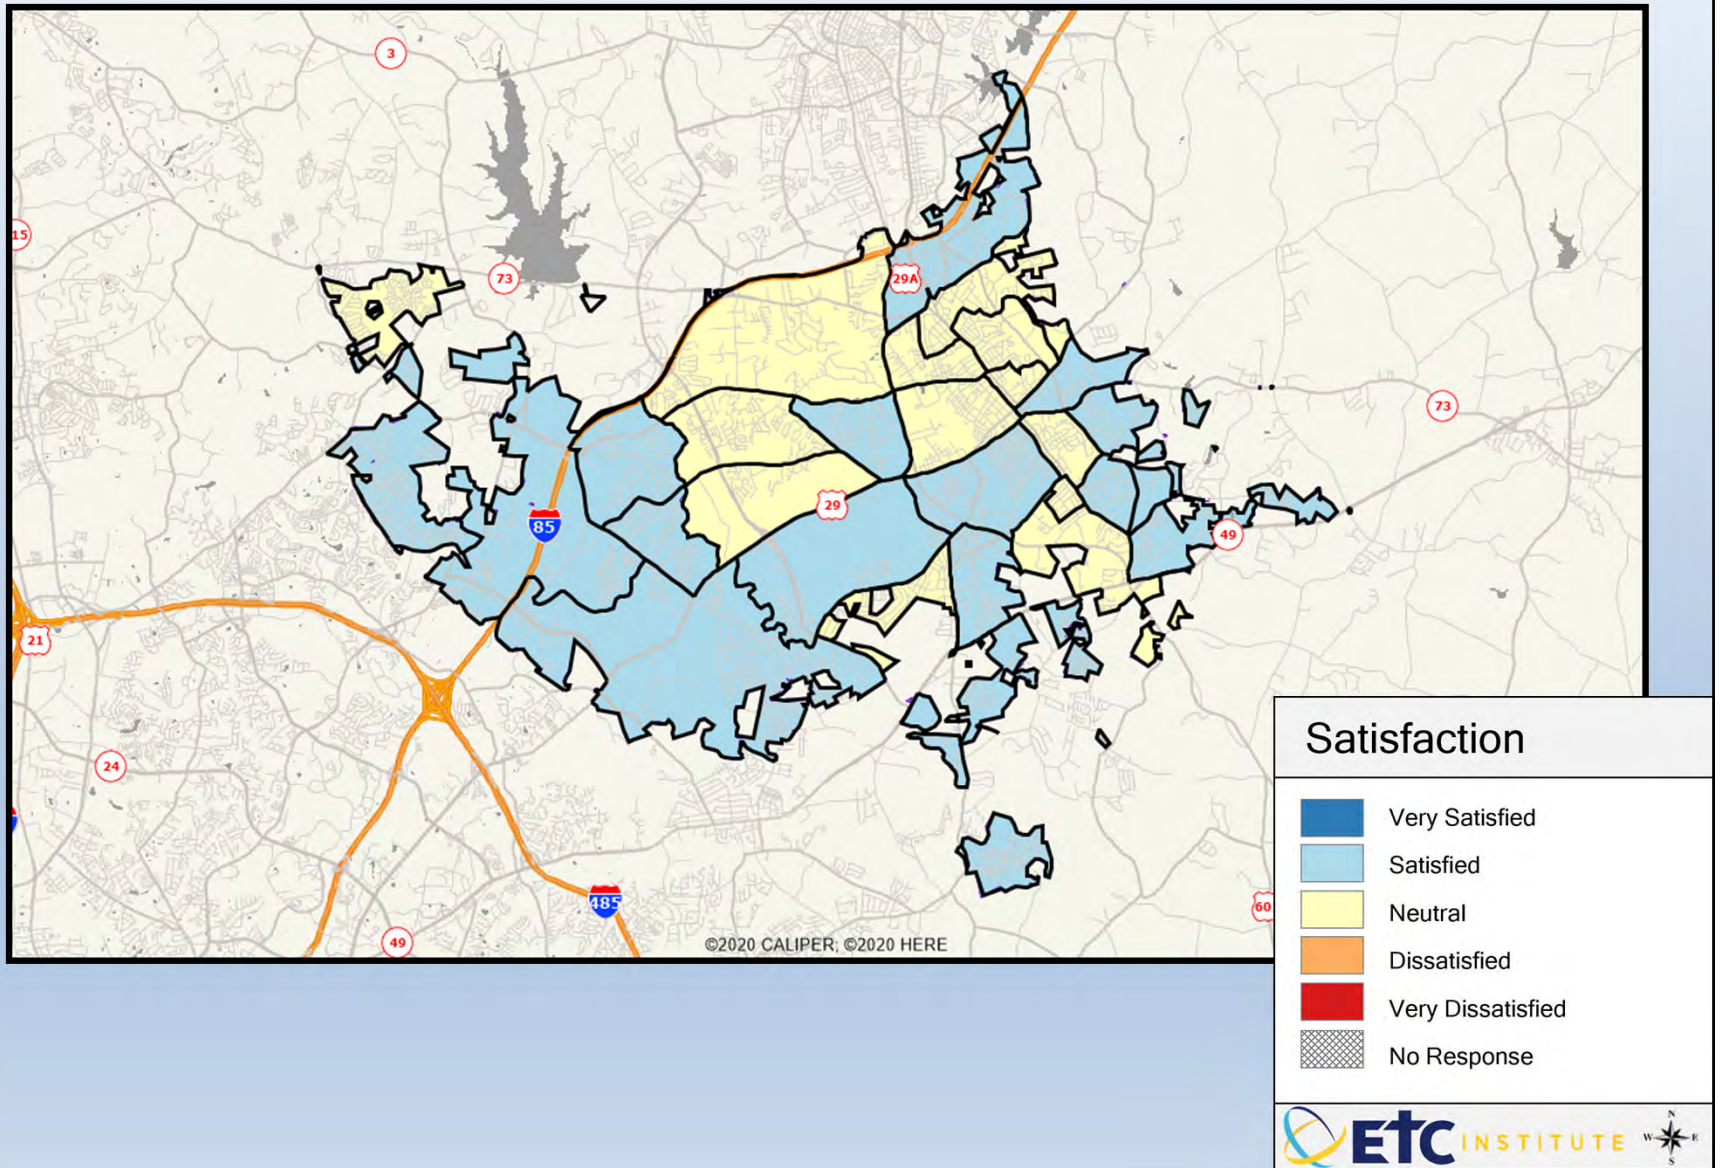 3
15
73
29A
73
29
85
49
21
24
485
49
60
©2020 CALIPER; ©2020 HERE
Satisfaction
Very Satisfied
Satisfied
Neutral
Dissatisfied
Very Dissatisfied
No Response
ETC INSTITUTE
N
W E
S